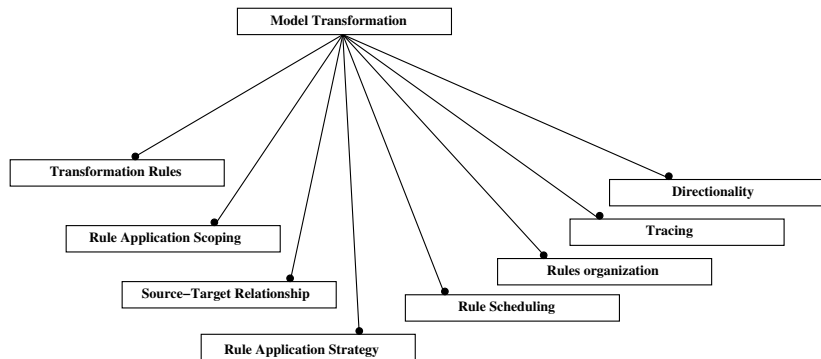 Model Transformation
Transformation Rules
Directionality
Rule Application Scoping
Tracing
Rules organization
Source−Target Relationship
Rule Scheduling
Rule Application Strategy